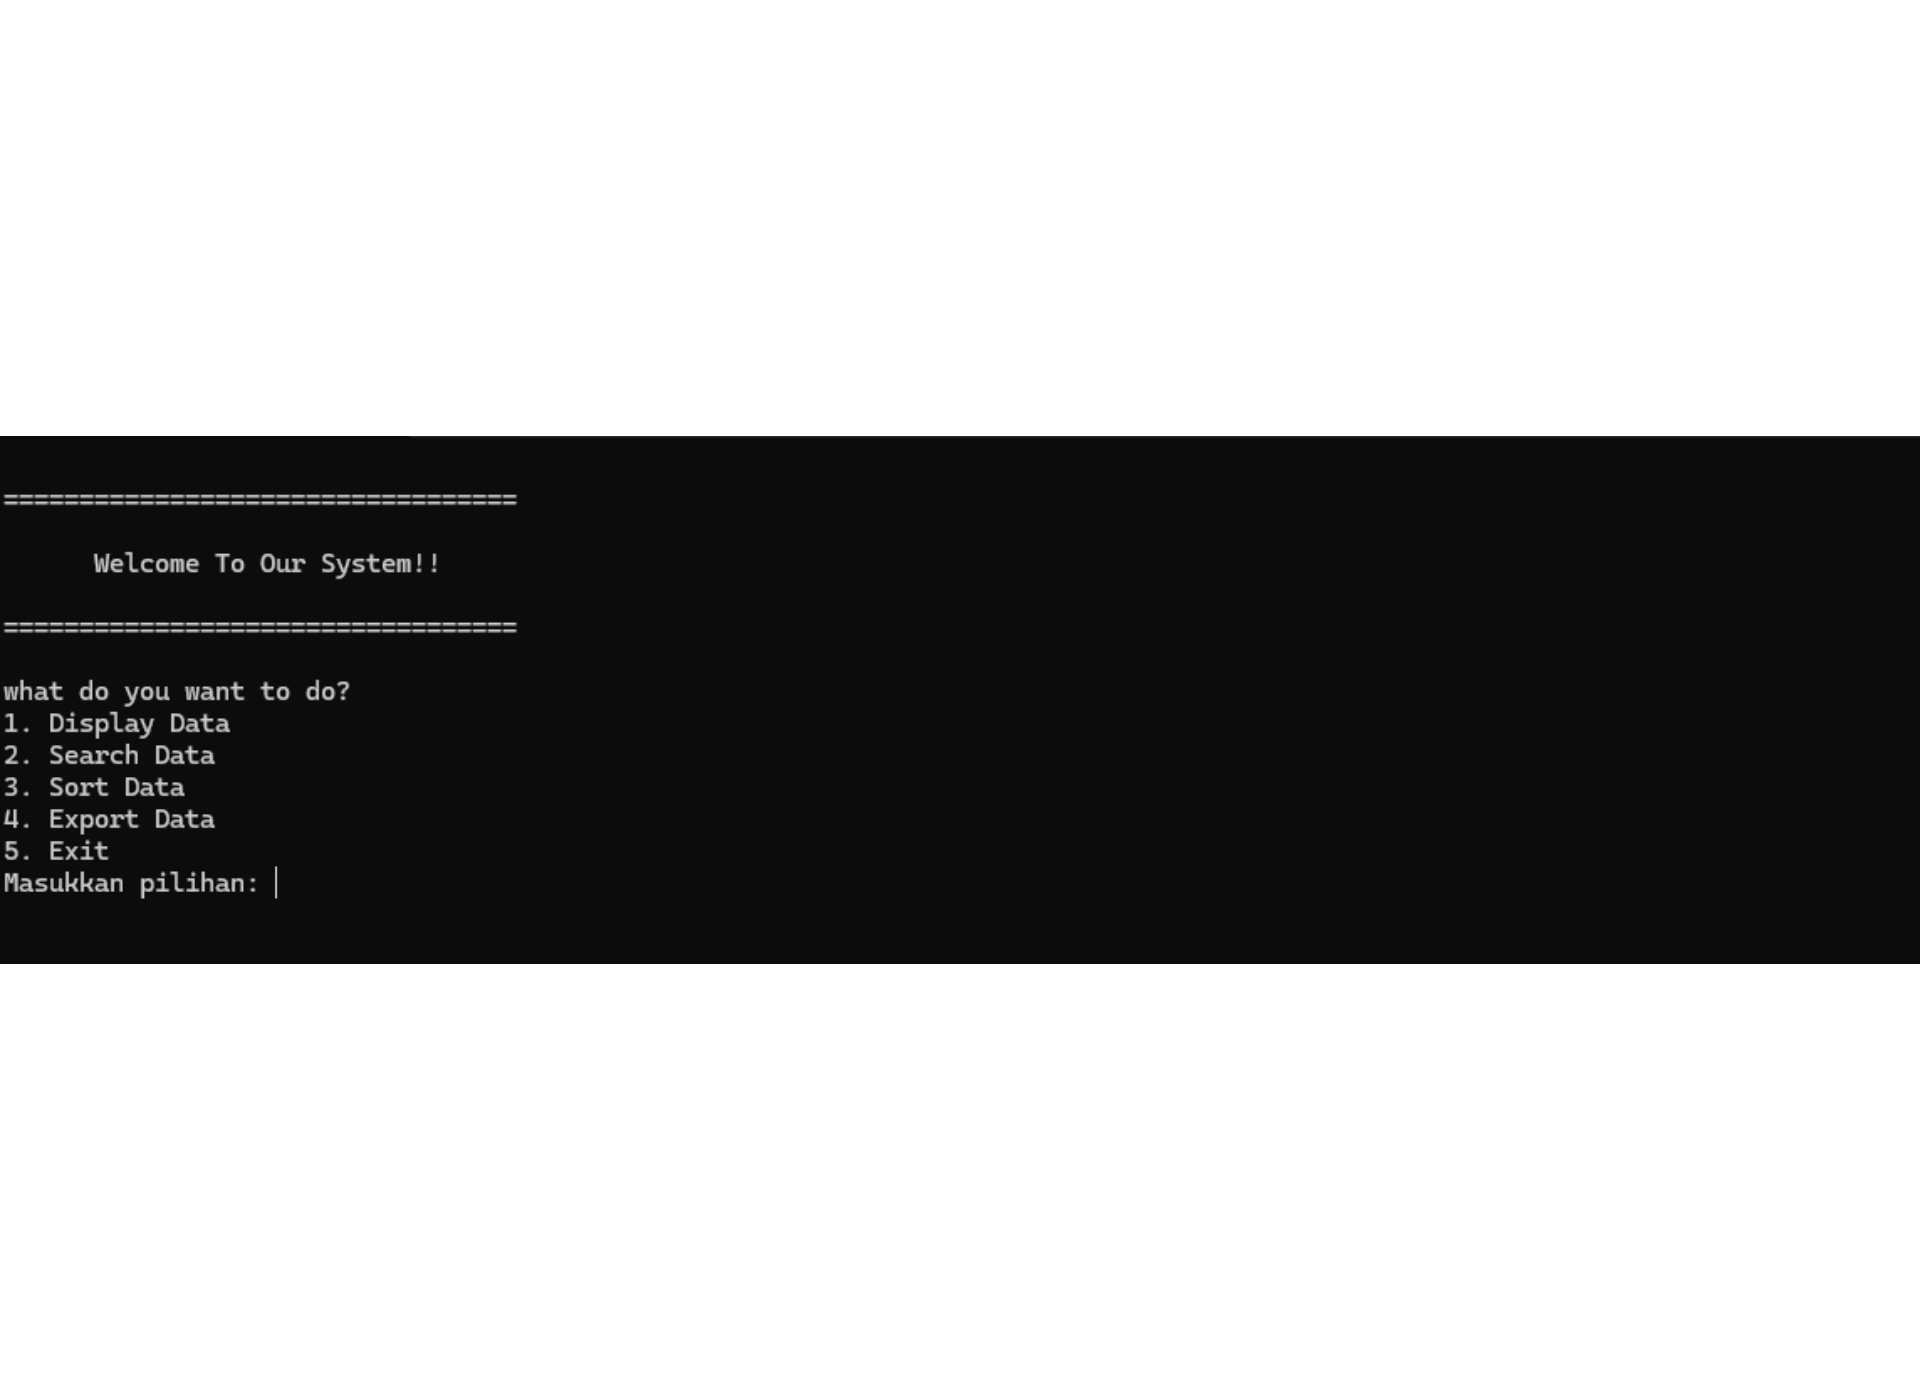 ==================================
Welcome To Our System!!
==================================
what do you want to do?
1. Display Data
2. Search Data
3. Sort Data
4. Export Data
5. Exit
Masukkan pilihan: